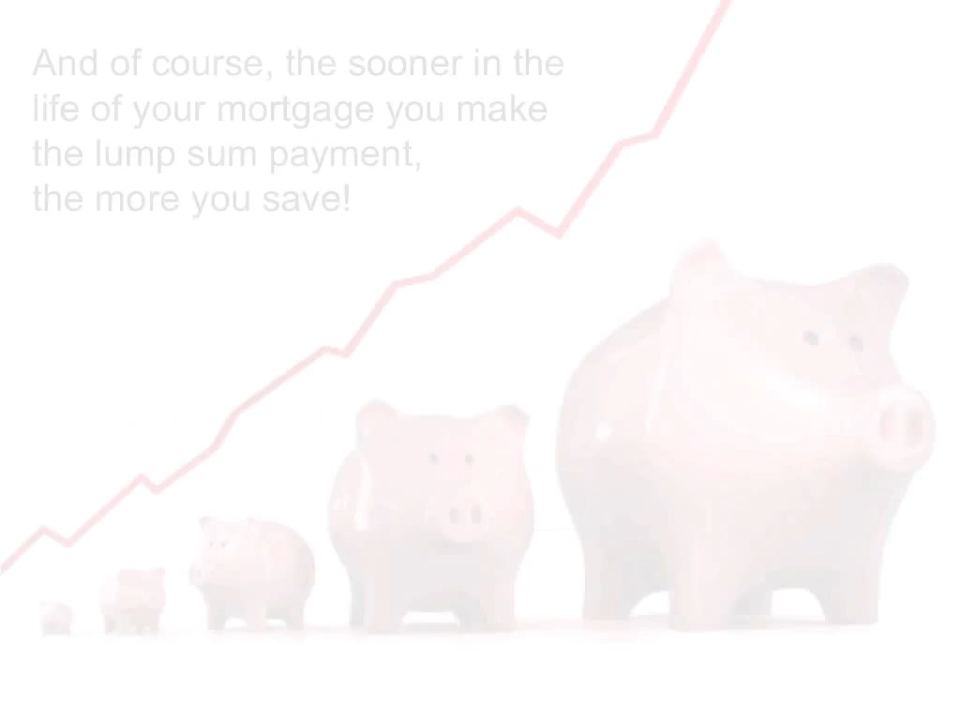 And of course, the sooner in the
life of your mortgage you make
the lump sum payment,
the more you save!